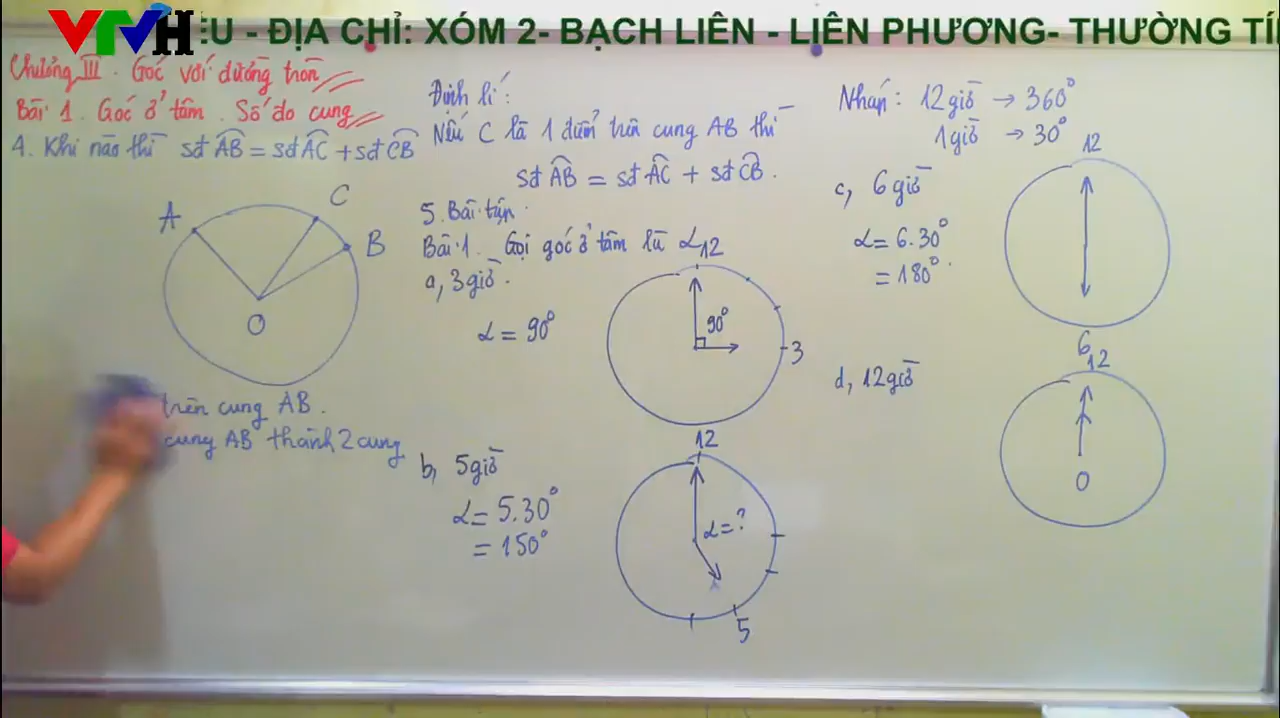 VTVH
ỀU - ĐỊA CHỈ: XÓM 2- BẠCH LIÊN - LIÊN PHƯƠNG- THƯỜNG TÍ
Chương III. Góc với đường tròn
Bài 1. Góc ở tâm. Số đo cung
4. Khi nào thì sđ AB = sđ AC + sđ CB
A
C
B
O
trên cung AB.
cung AB thành 2 cung
Định lí:
Nếu C là 1 điểm trên cung AB thì
sđ AB = sđ AC + sđ CB.
5. Bài tập
Bài 1. Gọi góc ở tâm là α
a, 3 giờ.
α = 90°
12
90°
3
b, 5 giờ
α = 5.30°
= 150°
12
α = ?
5
Nháp: 12 giờ → 360°
1 giờ → 30°
c, 6 giờ
α = 6.30°
= 180°.
12
6
d, 12 giờ
12
O